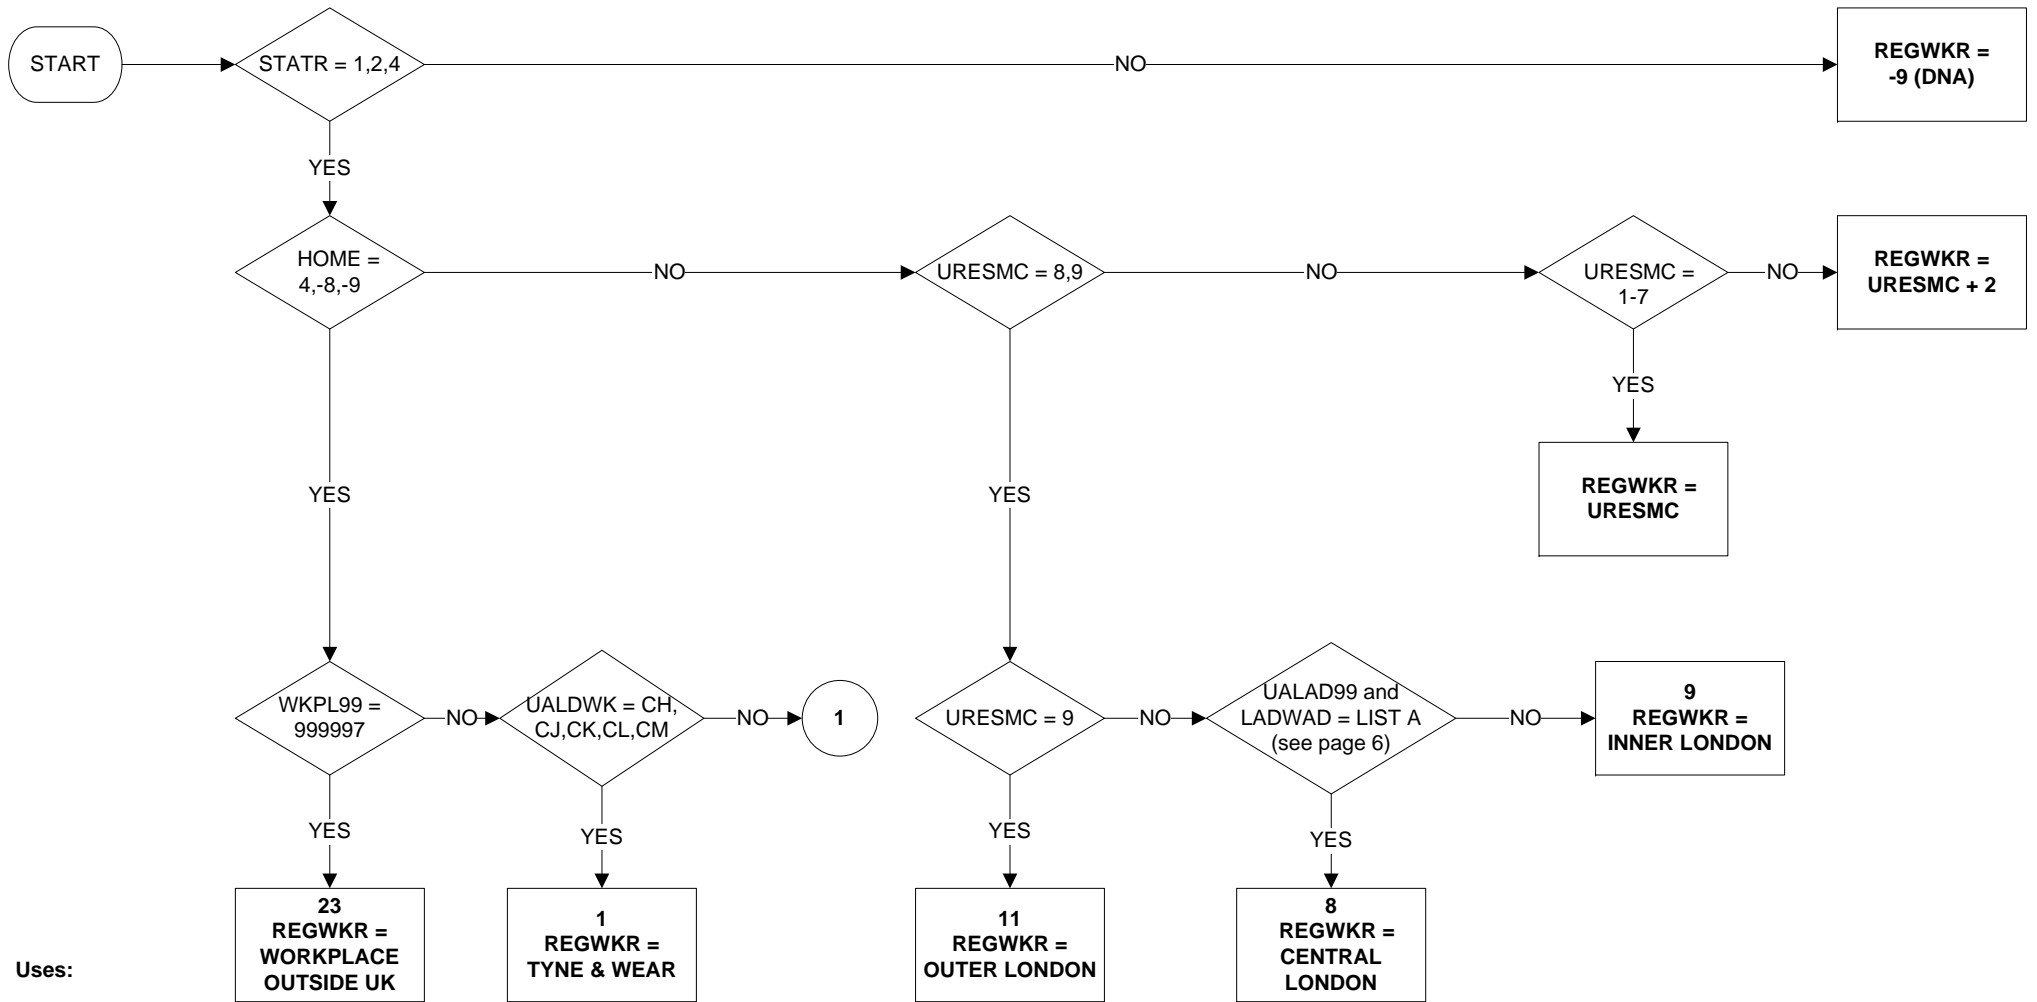 START
STATR = 1,2,4
NO
REGWKR =
-9 (DNA)
YES
HOME =
4,-8,-9
NO
URESMC = 8,9
NO
URESMC =
1-7
NO
REGWKR =
URESMC + 2
YES
REGWKR =
URESMC
YES
YES
WKPL99 =
999997
NO
UALDWK = CH,
CJ,CK,CL,CM
NO
1
URESMC = 9
NO
UALAD99 and
LADWAD = LIST A
(see page 6)
NO
9
REGWKR =
INNER LONDON
YES
YES
YES
YES
23
REGWKR =
WORKPLACE
OUTSIDE UK
1
REGWKR =
TYNE & WEAR
11
REGWKR =
OUTER LONDON
8
REGWKR =
CENTRAL
LONDON
Uses: